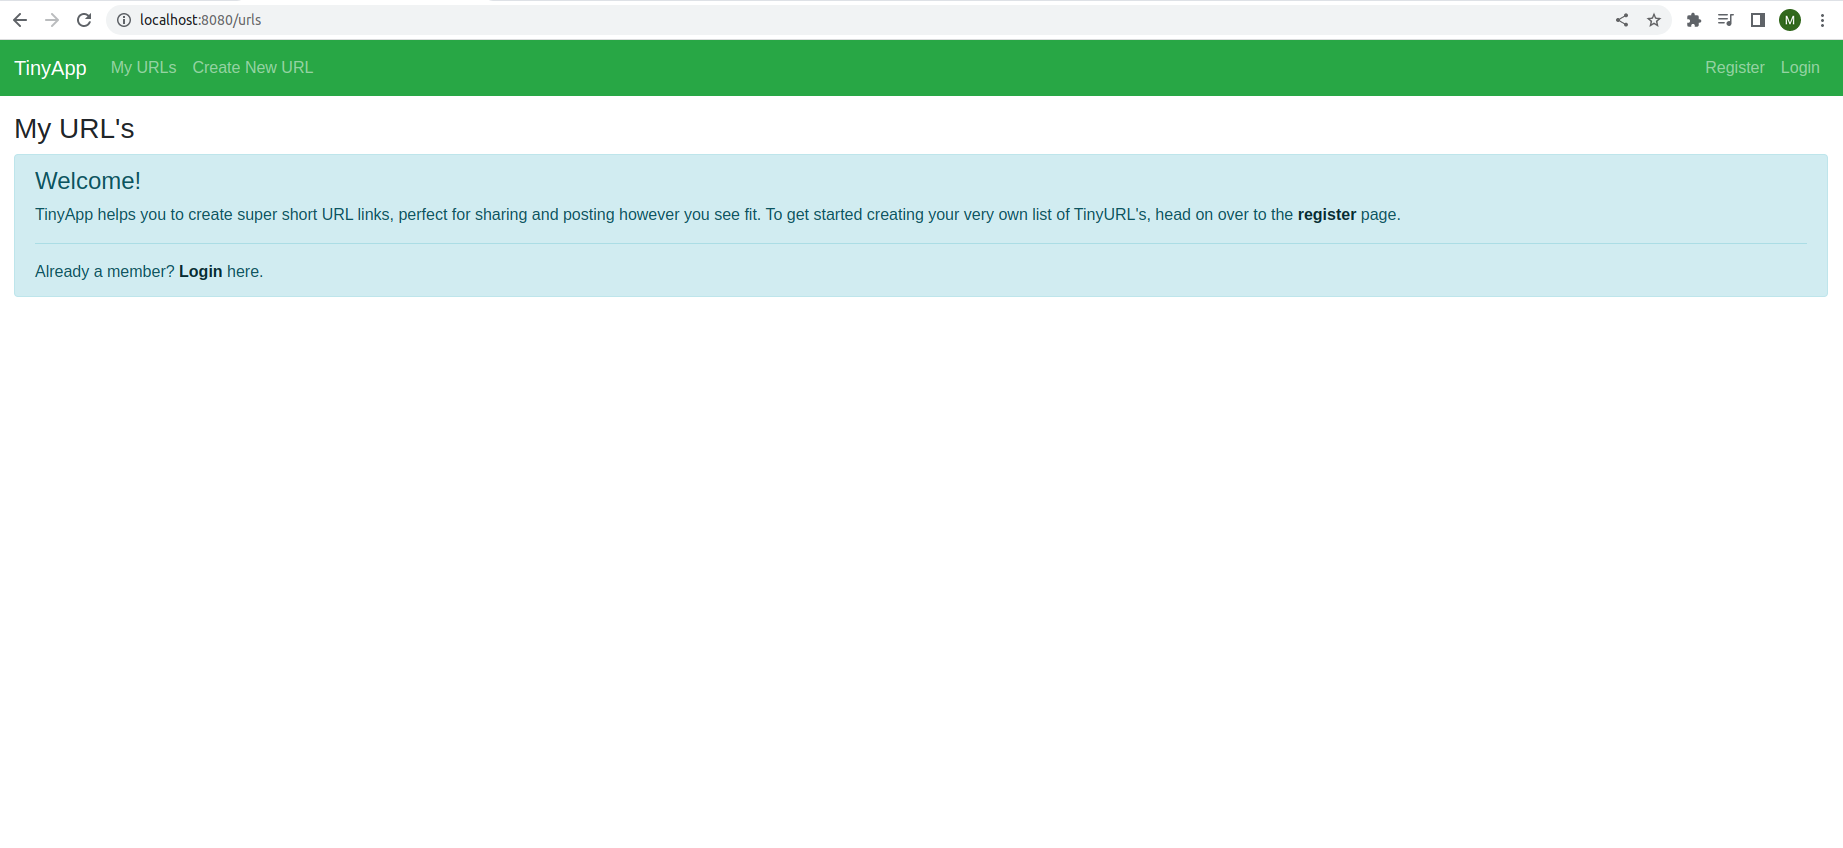 localhost:8080/urls
M
TinyApp My URLs Create New URL Register Login
My URL's
Welcome!
TinyApp helps you to create super short URL links, perfect for sharing and posting however you see fit. To get started creating your very own list of TinyURL's, head on over to the register page.
Already a member? Login here.